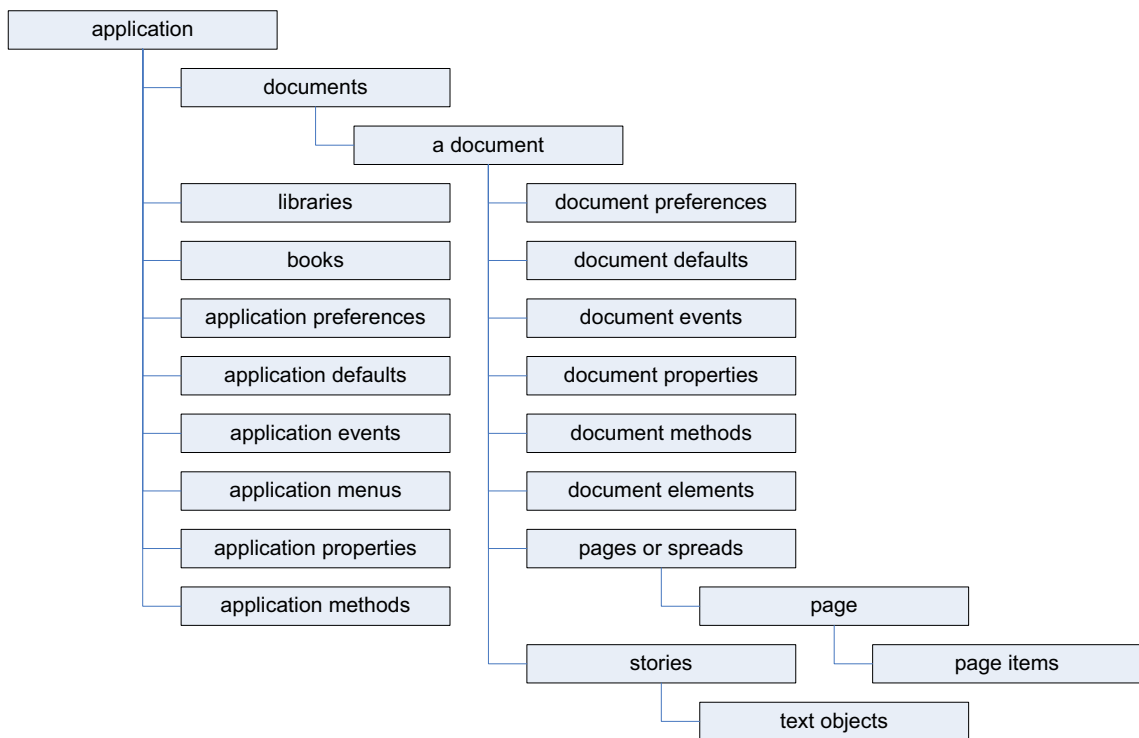 application
documents
a document
libraries
document preferences
books
document defaults
application preferences
document events
application defaults
document properties
application events
document methods
application menus
document elements
application properties
pages or spreads
application methods
page
stories
page items
text objects